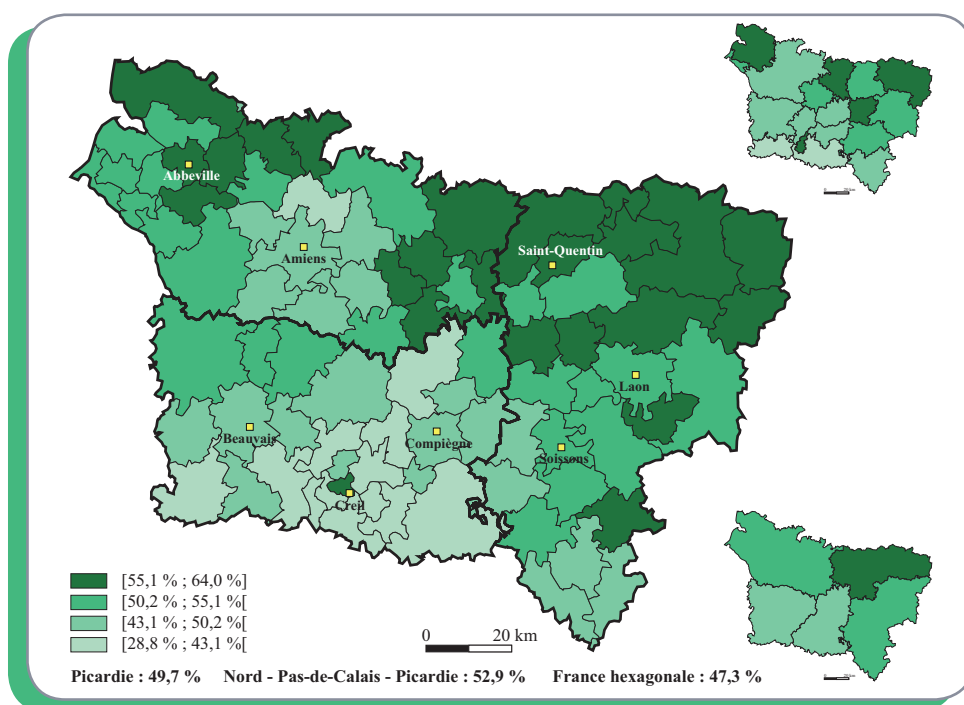 Abbeville
Amiens
Saint-Quentin
Laon
Beauvais
Compiègne
Soissons
Creil
[55,1 % ; 64,0 %]
[50,2 % ; 55,1 %[
[43,1 % ; 50,2 %[
[28,8 % ; 43,1 %[
0 20 km
Picardie : 49,7 % Nord - Pas-de-Calais - Picardie : 52,9 % France hexagonale : 47,3 %